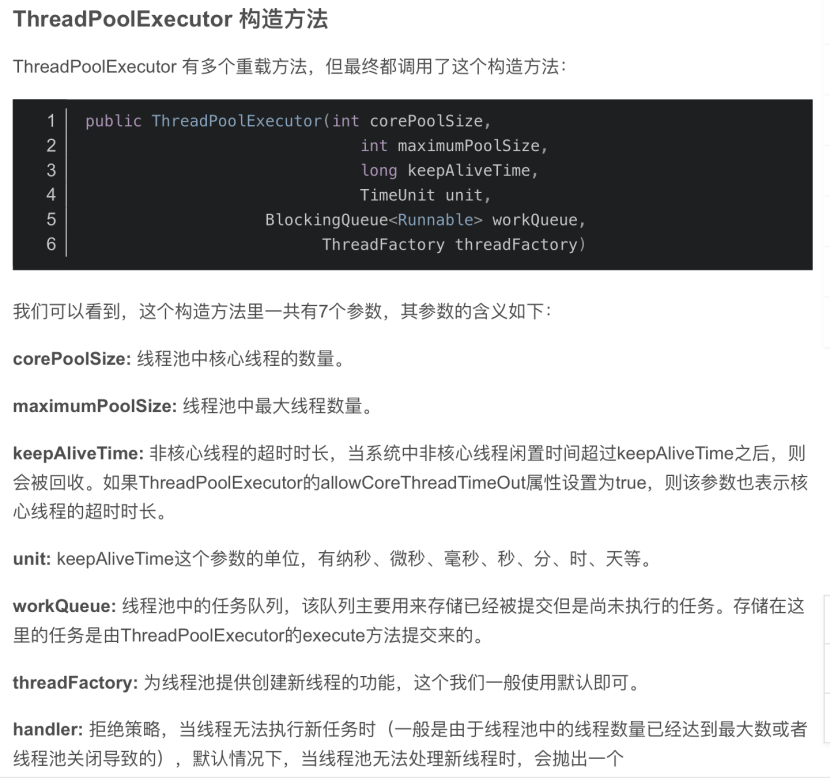 ThreadPoolExecutor 构造方法
ThreadPoolExecutor 有多个重载方法，但最终都调用了这个构造方法：
1 public ThreadPoolExecutor(int corePoolSize,
2 int maximumPoolSize,
3 long keepAliveTime,
4 TimeUnit unit,
5 BlockingQueue<Runnable> workQueue,
6 ThreadFactory threadFactory)
我们可以看到，这个构造方法里一共有7个参数，其参数的含义如下：
corePoolSize: 线程池中核心线程的数量。
maximumPoolSize: 线程池中最大线程数量。
keepAliveTime: 非核心线程的超时时长，当系统中非核心线程闲置时间超过keepAliveTime之后，则
会被回收。如果ThreadPoolExecutor的allowCoreThreadTimeOut属性设置为true，则该参数也表示核
心线程的超时时长。
unit: keepAliveTime这个参数的单位，有纳秒、微秒、毫秒、秒、分、时、天等。
workQueue: 线程池中的任务队列，该队列主要用来存储已经被提交但是尚未执行的任务。存储在这
里的任务是由ThreadPoolExecutor的execute方法提交来的。
threadFactory: 为线程池提供创建新线程的功能，这个我们一般使用默认即可。
handler: 拒绝策略，当线程无法执行新任务时（一般是由于线程池中的线程数量已经达到最大数或者
线程池关闭导致的），默认情况下，当线程池无法处理新线程时，会抛出一个